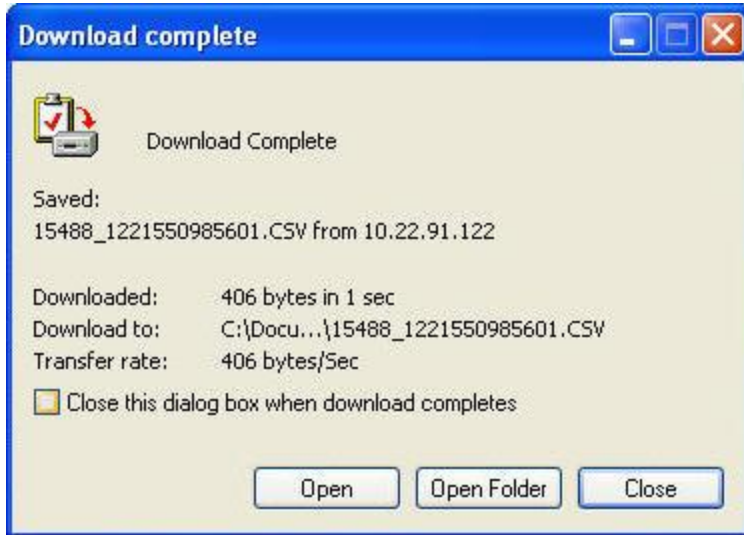 Download complete
Download Complete
Saved:
15488_1221550985601.CSV from 10.22.91.122
Downloaded: 406 bytes in 1 sec
Download to: C:\Docu...\15488_1221550985601.CSV
Transfer rate: 406 bytes/Sec
Close this dialog box when download completes
Open Open Folder Close